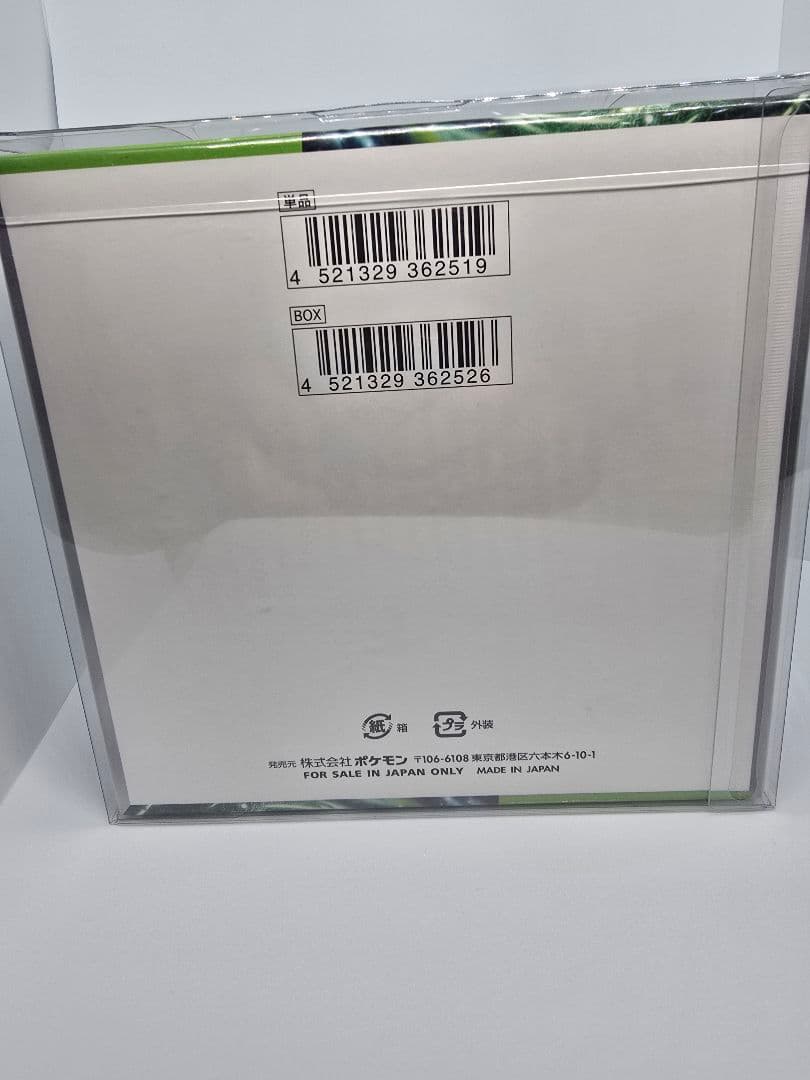 単品
4 521329 362519
BOX
4 521329 362526
紙 箱 プラ 外装
発売元 株式会社ポケモン 〒106-6108 東京都港区六本木6-10-1
FOR SALE IN JAPAN ONLY MADE IN JAPAN